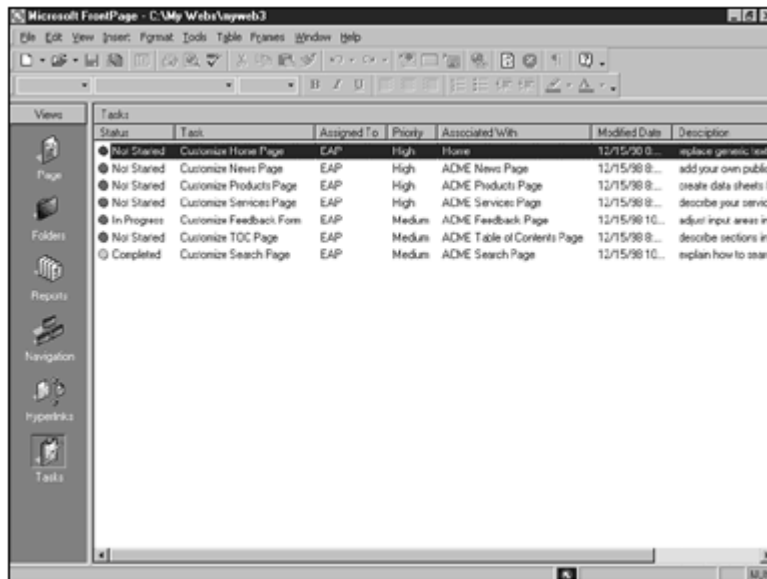 Microsoft FrontPage - C:\My Webs\myweb3
File Edit View Insert Format Tools Table Frames Window Help
B I U A
Views Tasks
Status Task Assigned To Priority Associated With Modified Date Description
Not Started Customize Home Page EAP High Home 12/15/98 8:... replace generic text
Not Started Customize News Page EAP High ACME News Page 12/15/98 8:... add your own public
Not Started Customize Products Page EAP High ACME Products Page 12/15/98 8:... create data sheets
Not Started Customize Services Page EAP High ACME Services Page 12/15/98 8:... describe your servic
In Progress Customize Feedback Form EAP Medium ACME Feedback Page 12/15/98 10... adjust input areas in
Not Started Customize TOC Page EAP Medium ACME Table of Contents Page 12/15/98 8:... describe sections in
Completed Customize Search Page EAP Medium ACME Search Page 12/15/98 10... explain how to sear
Page
Folders
Reports
Navigation
Hyperlinks
Tasks